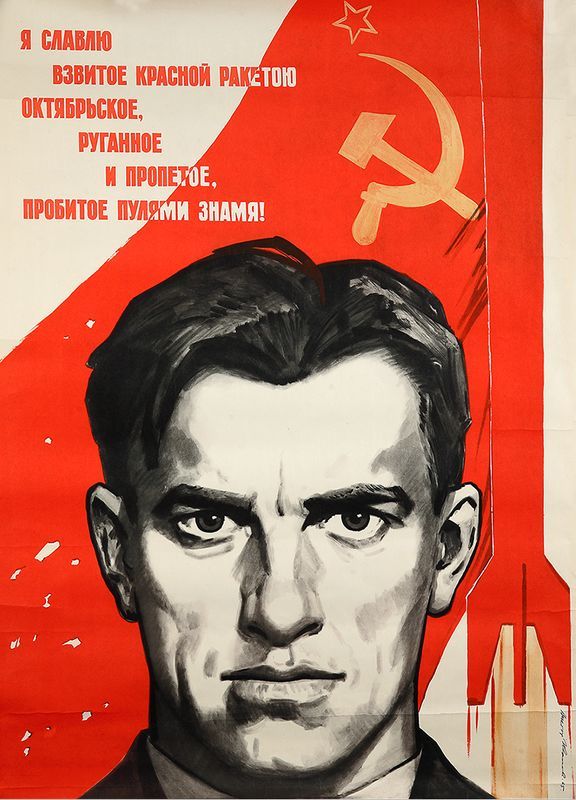 Я СЛАВЛЮ
ВЗВИТОЕ КРАСНОЙ РАКЕТОЮ
ОКТЯБРЬСКОЕ,
РУГАННОЕ
И ПРОПЕТОЕ,
ПРОБИТОЕ ПУЛЯМИ ЗНАМЯ!